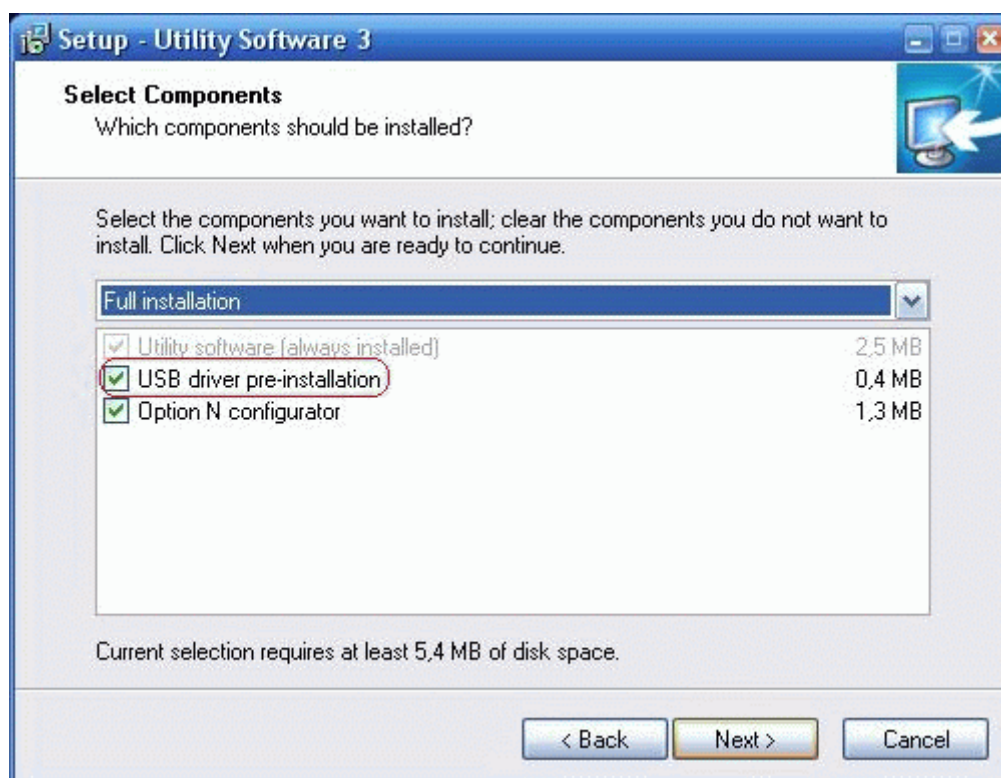 Setup - Utility Software 3
Select Components
Which components should be installed?
Select the components you want to install; clear the components you do not want to
install. Click Next when you are ready to continue.
Full installation
Utility software (always installed) 2,5 MB
USB driver pre-installation 0,4 MB
Option N configurator 1,3 MB
Current selection requires at least 5,4 MB of disk space.
< Back Next > Cancel